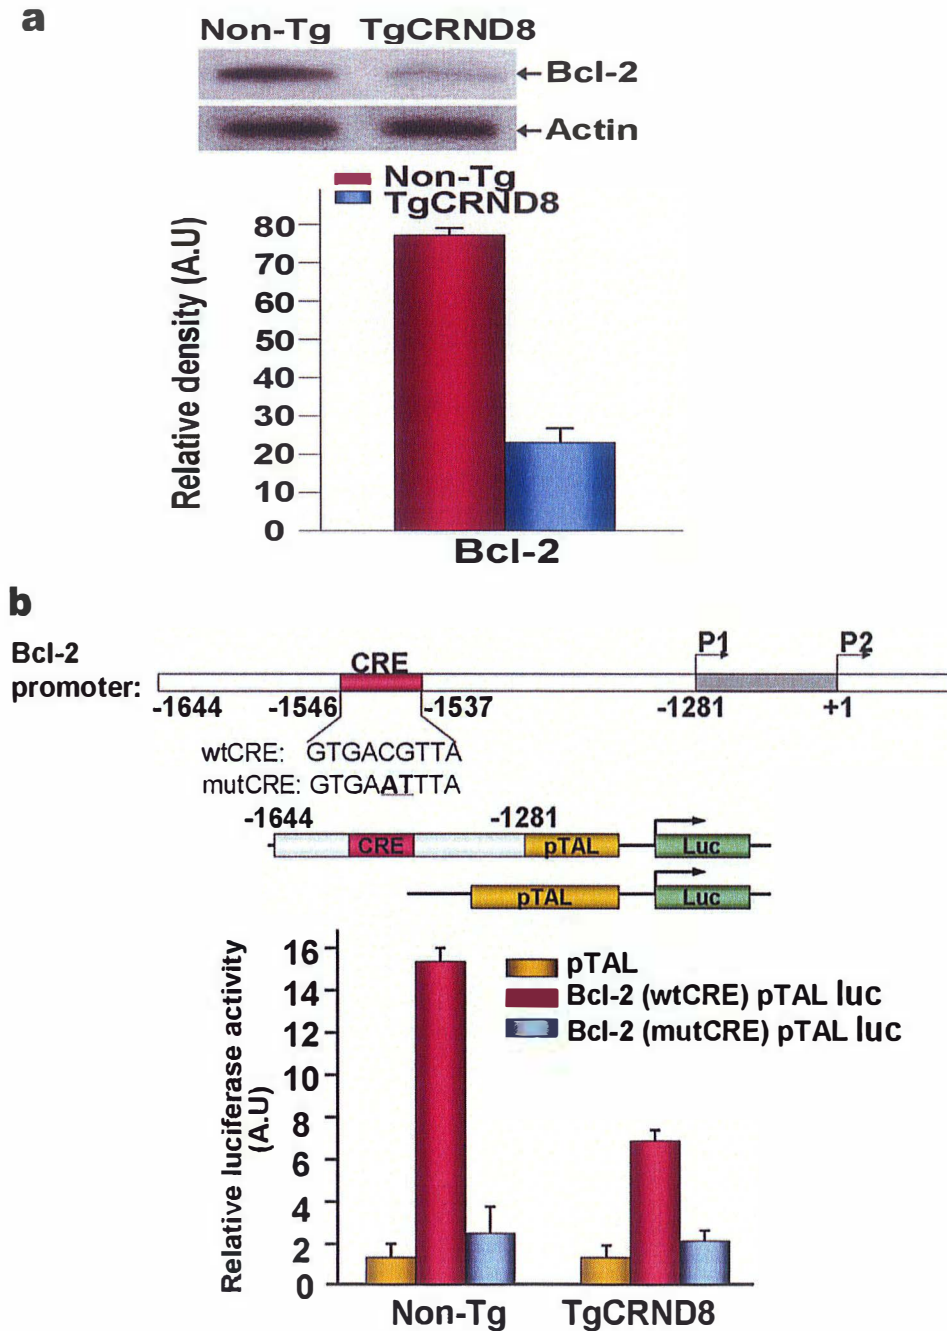 a
Non-Tg TgCRND8
←Bcl-2
←Actin
Non-Tg
TgCRND8
Relative density (A.U)
80
70
60
50
40
30
20
10
0
Bcl-2
b
Bcl-2
promoter:
CRE
P1
P2
-1644
-1546
-1537
-1281
+1
wtCRE: GTGACGTTA
mutCRE: GTGAATTTA
-1644
-1281
CRE
pTAL
Luc
pTAL
Luc
Relative luciferase activity
(A.U)
16
14
12
10
8
6
4
2
0
pTAL
Bcl-2 (wtCRE) pTAL luc
Bcl-2 (mutCRE) pTAL luc
Non-Tg
TgCRND8